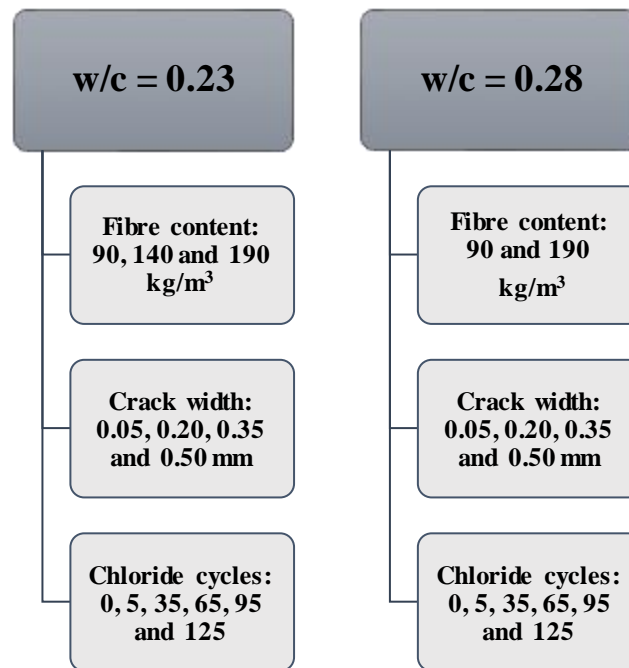 w/c = 0.23
Fibre content:
90, 140 and 190
kg/m³
Crack width:
0.05, 0.20, 0.35
and 0.50 mm
Chloride cycles:
0, 5, 35, 65, 95
and 125
w/c = 0.28
Fibre content:
90 and 190
kg/m³
Crack width:
0.05, 0.20, 0.35
and 0.50 mm
Chloride cycles:
0, 5, 35, 65, 95
and 125